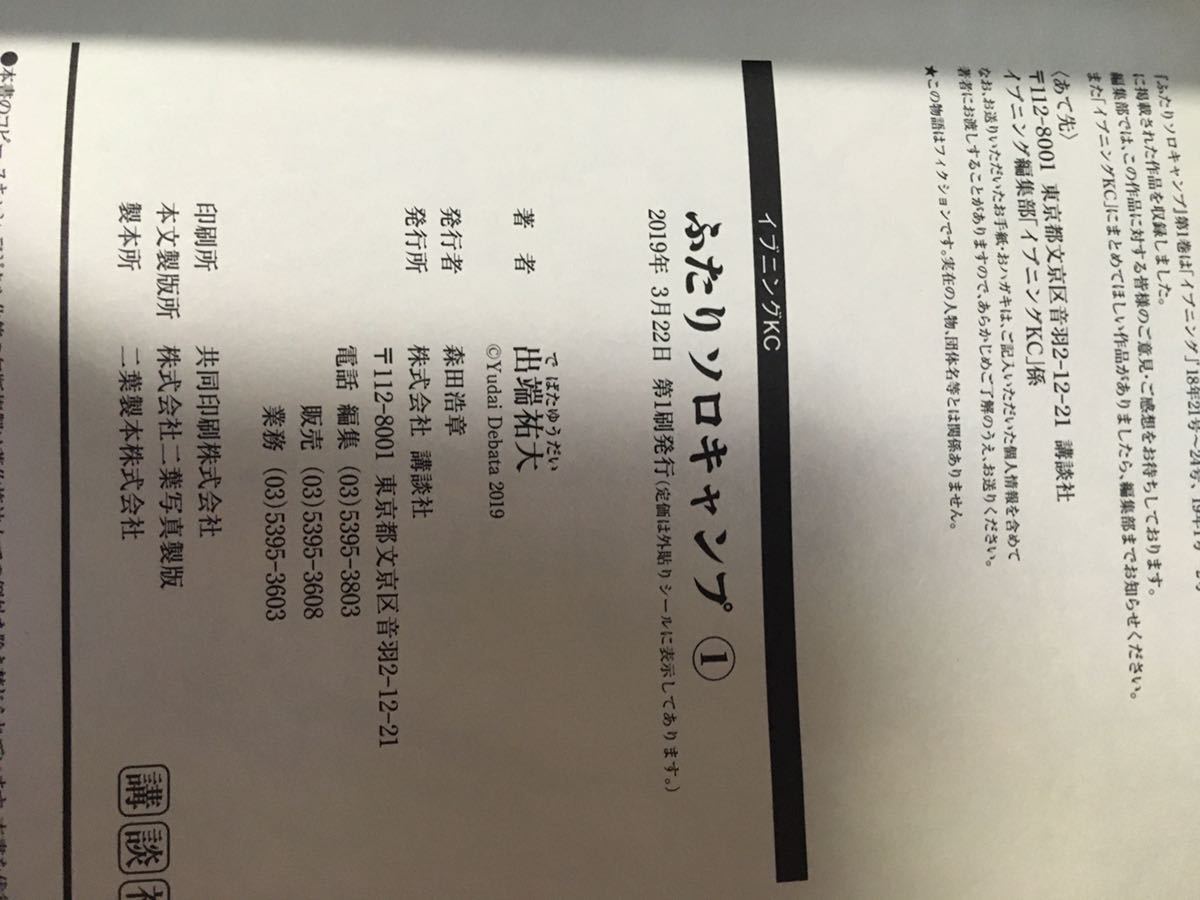 『ふたりソロキャンプ』第1巻は「イブニング」'18年21号~24号、
に掲載された作品を収録しました。
編集部では、この作品に対する皆様のご意見・ご感想をお待ちしております。
また「イブニングKC」にまとめてほしい作品がありましたら、編集部までお知らせください。
〈あて先〉
〒112-8001 東京都文京区音羽2-12-21 講談社
イブニング編集部「イブニングKC」係
なお、お送りいただいたお手紙・おハガキは、ご記入いただいた個人情報を含めて
著者にお渡しすることがありますので、あらかじめご了解のうえ、お送りください。
★この物語はフィクションです。実在の人物、団体名等とは関係ありません。
イブニングKC
ふたりソロキャンプ ①
2019年 3月22日 第1刷発行(定価は外貼りシールに表示してあります。)
著 者 出端祐大
でばたゆうだい
©Yudai Debata 2019
発行者 森田浩章
発行所 株式会社 講談社
〒112-8001 東京都文京区音羽2-12-21
電話 編集 (03)5395-3803
販売 (03)5395-3608
業務 (03)5395-3603
印刷所 共同印刷株式会社
本文製版所 株式会社二葉写真製版
製本所 二葉製本株式会社
講談社
●本書のコピー、スキャン